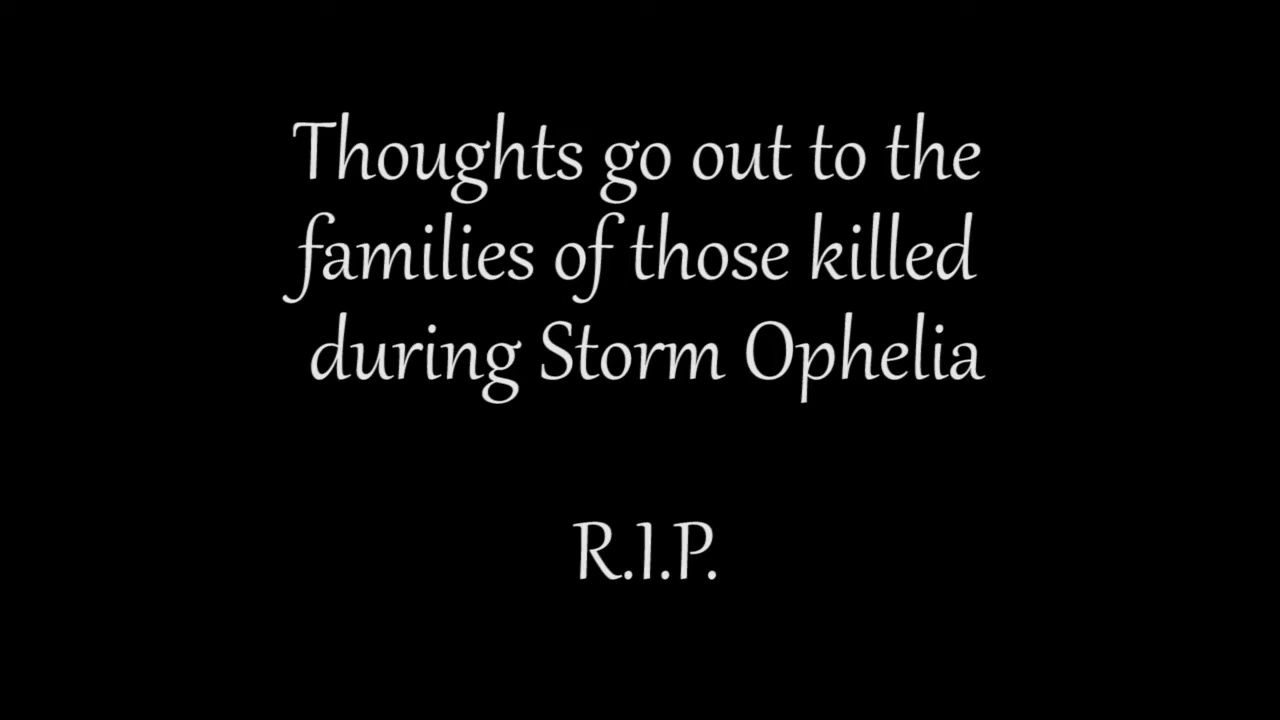 Thoughts go out to the
families of those killed
during Storm Ophelia
R.I.P.